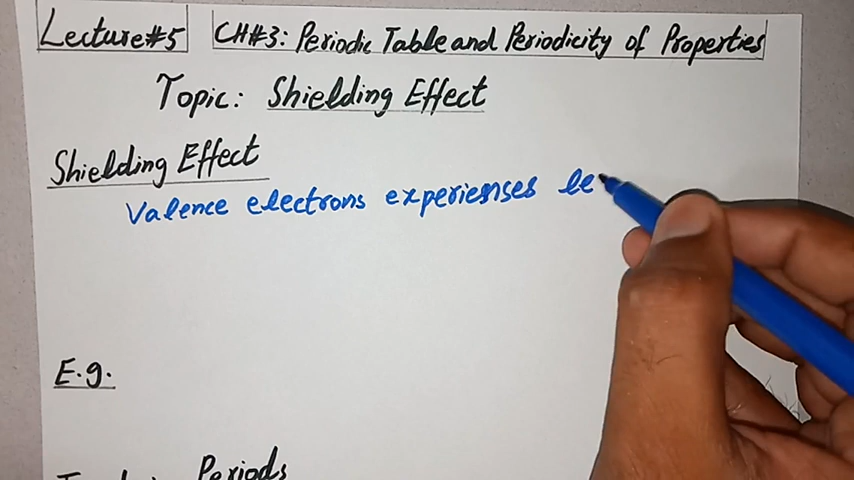 Lecture#5 CH#3: Periodic Table and Periodicity of Properties
Topic: Shielding Effect
Shielding Effect
Valence electrons experienses le
E.g.
Periods